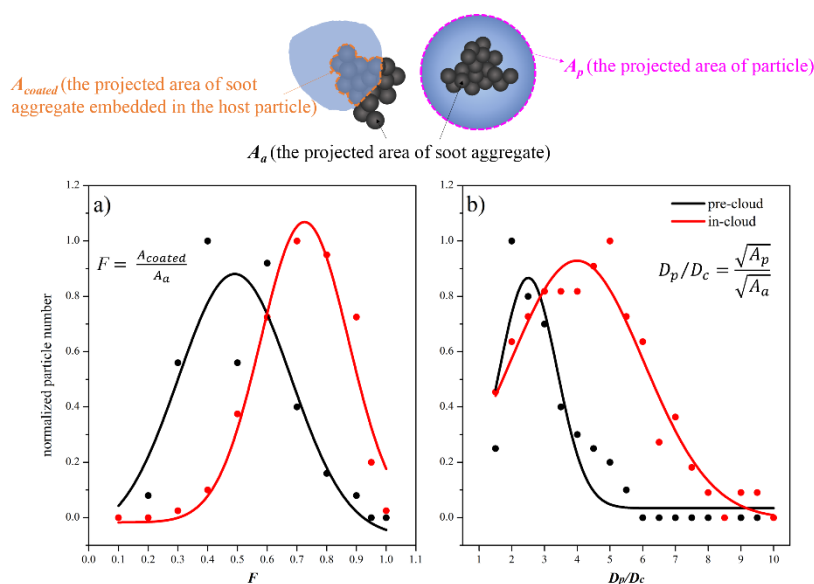 A_coated (the projected area of soot
aggregate embedded in the host particle)
A_p (the projected area of particle)
A_a (the projected area of soot aggregate)
a)
F = A_coated / A_a
normalized particle number
1.2
1.0
0.8
0.6
0.4
0.2
0.0
0.0 0.1 0.2 0.3 0.4 0.5 0.6 0.7 0.8 0.9 1.0 1.1
F
b)
pre-cloud
in-cloud
D_p/D_c = √A_p / √A_a
1.2
1.0
0.8
0.6
0.4
0.2
0.0
1 2 3 4 5 6 7 8 9 10
D_p/D_c